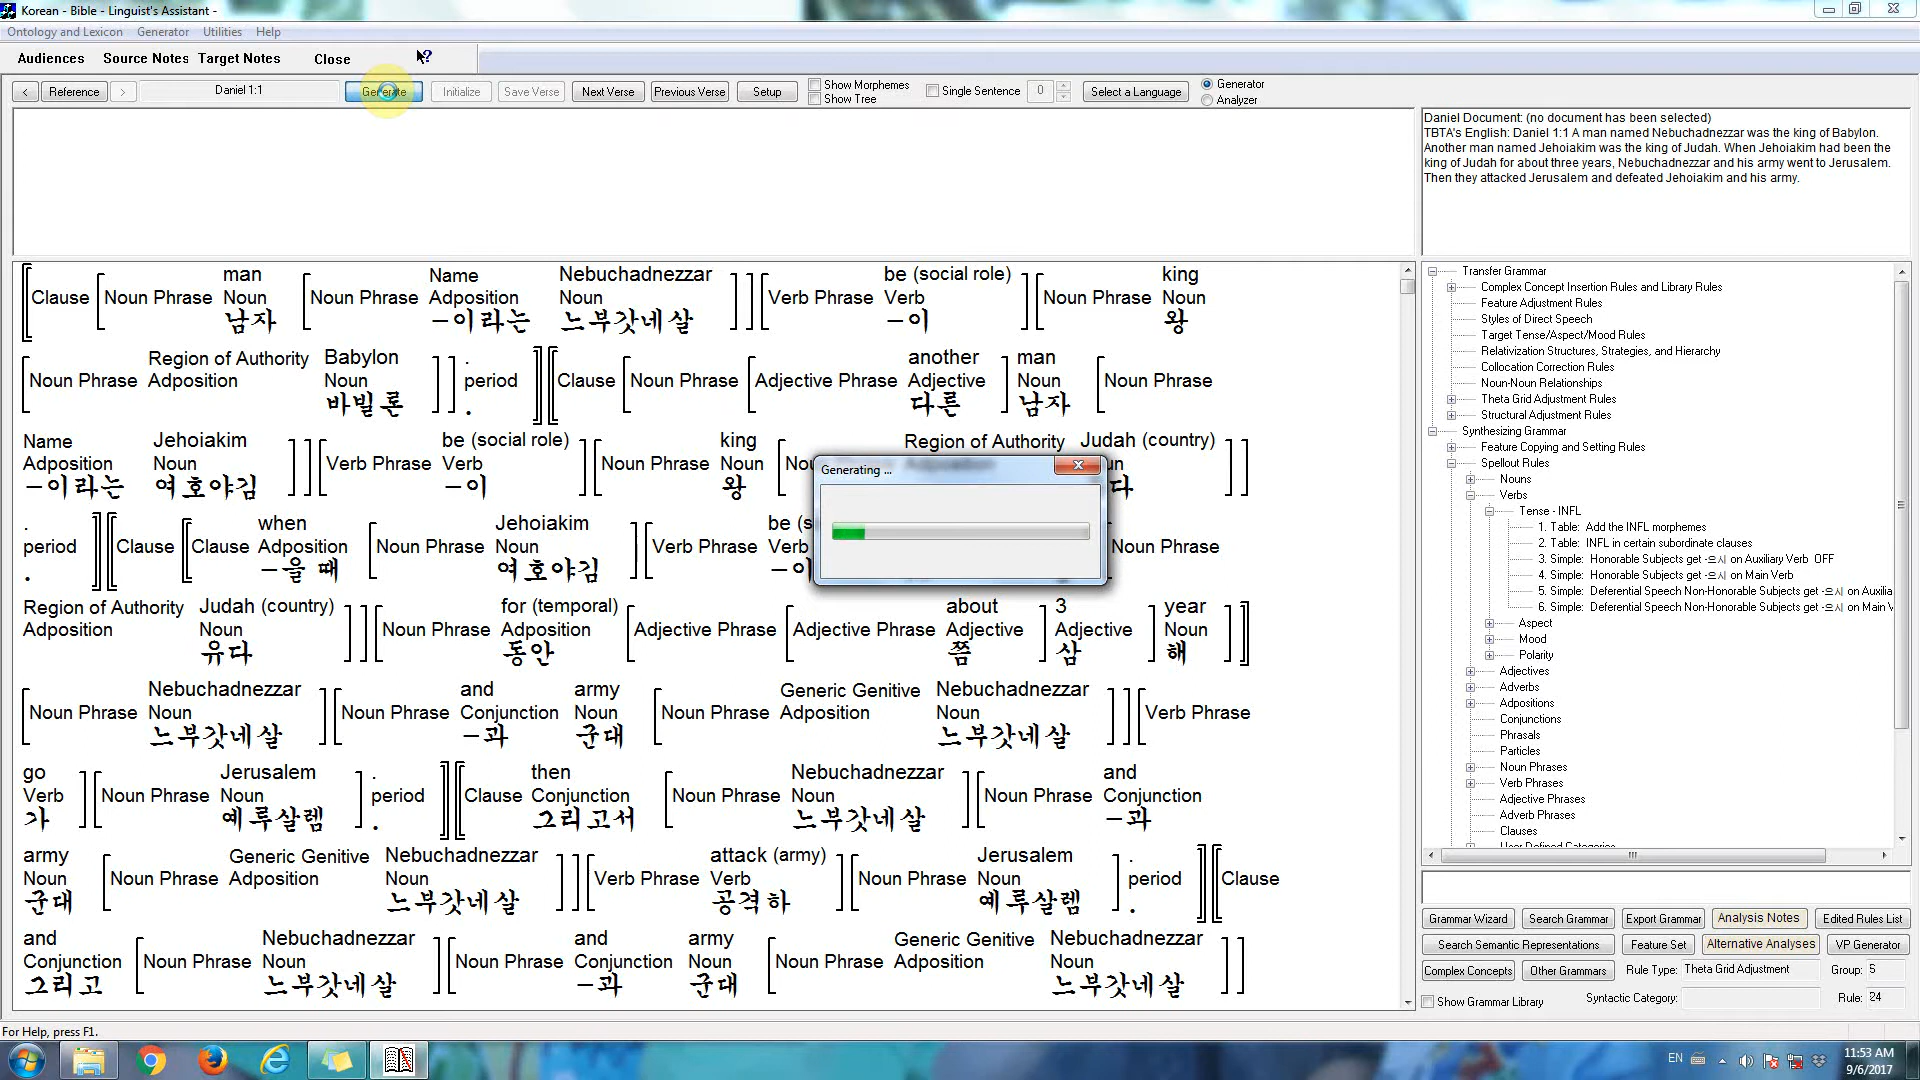 Korean - Bible - Linguist's Assistant -
Ontology and Lexicon Generator Utilities Help
Audiences Source Notes Target Notes Close
< Reference > Daniel 1:1 Generate Initialize Save Verse Next Verse Previous Verse Setup Show Morphemes Show Tree Single Sentence 0 Select a Language Generator Analyzer
Daniel Document: (no document has been selected)
TBTA's English: Daniel 1:1 A man named Nebuchadnezzar was the king of Babylon.
Another man named Jehoiakim was the king of Judah. When Jehoiakim had been the
king of Judah for about three years, Nebuchadnezzar and his army went to Jerusalem.
Then they attacked Jerusalem and defeated Jehoiakim and his army.
man Name Nebuchadnezzar be (social role) king
Clause Noun Phrase Noun Noun Phrase Adposition Noun Verb Phrase Verb Noun Phrase Noun
남자 -이라는 느부갓네살 -이 왕
Region of Authority Babylon . another man
Noun Phrase Adposition Noun period Clause Noun Phrase Adjective Phrase Adjective Noun Noun Phrase
바빌론 . 다른 남자
Name Jehoiakim be (social role) king Region of Authority Judah (country)
Adposition Noun Verb Phrase Verb Noun Phrase Noun
-이라는 여호야김 -이 왕
. when Jehoiakim
period Clause Clause Adposition Noun Phrase Noun Verb Phrase Noun Phrase
. -을 때 여호야김 -이
Region of Authority Judah (country) for (temporal) about 3 year
Adposition Noun Noun Phrase Adposition Adjective Phrase Adjective Phrase Adjective Adjective Noun
유다 동안 쯤 삼 해
Nebuchadnezzar and army Generic Genitive Nebuchadnezzar
Noun Phrase Noun Noun Phrase Conjunction Noun Noun Phrase Adposition Noun Verb Phrase
느부갓네살 -과 군대 느부갓네살
go Jerusalem . then Nebuchadnezzar and
Verb Noun Phrase Noun period Clause Conjunction Noun Phrase Noun Noun Phrase Conjunction
가 예루살렘 . 그리고서 느부갓네살 -과
army Generic Genitive Nebuchadnezzar attack (army) Jerusalem .
Noun Noun Phrase Adposition Noun Verb Phrase Verb Noun Phrase Noun period Clause
군대 느부갓네살 공격하 예루살렘 .
and Nebuchadnezzar and army Generic Genitive Nebuchadnezzar
Conjunction Noun Phrase Noun Noun Phrase Conjunction Noun Noun Phrase Adposition Noun
그리고 느부갓네살 -과 군대 느부갓네살
Generating ...
Transfer Grammar
Complex Concept Insertion Rules and Library Rules
Feature Adjustment Rules
Styles of Direct Speech
Target Tense/Aspect/Mood Rules
Relativization Structures, Strategies, and Hierarchy
Collocation Correction Rules
Noun-Noun Relationships
Theta Grid Adjustment Rules
Structural Adjustment Rules
Synthesizing Grammar
Feature Copying and Setting Rules
Spellout Rules
Nouns
Verbs
Tense - INFL
1. Table: Add the INFL morphemes
2. Table: INFL in certain subordinate clauses
3. Simple: Honorable Subjects get -으시 on Auxiliary Verb OFF
4. Simple: Honorable Subjects get -으시 on Main Verb
5. Simple: Deferential Speech Non-Honorable Subjects get -으시 on Auxilia
6. Simple: Deferential Speech Non-Honorable Subjects get -으시 on Main V
Aspect
Mood
Polarity
Adjectives
Adverbs
Adpositions
Conjunctions
Phrasals
Particles
Noun Phrases
Verb Phrases
Adjective Phrases
Adverb Phrases
Clauses
Grammar Wizard Search Grammar Export Grammar Analysis Notes Edited Rules List
Search Semantic Representations Feature Set Alternative Analyses VP Generator
Complex Concepts Other Grammars Rule Type: Theta Grid Adjustment Group: 5
Show Grammar Library Syntactic Category: Rule: 24
For Help, press F1.
EN 11:53 AM
9/6/2017